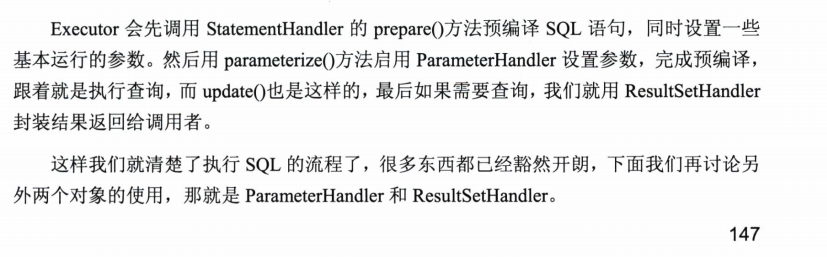 Executor 会先调用 StatementHandler 的 prepare()方法预编译 SQL 语句，同时设置一些
基本运行的参数。然后用 parameterize()方法启用 ParameterHandler 设置参数，完成预编译，
跟着就是执行查询，而 update()也是这样的，最后如果需要查询，我们就用 ResultSetHandler
封装结果返回给调用者。
这样我们就清楚了执行 SQL 的流程了，很多东西都已经豁然开朗，下面我们再讨论另
外两个对象的使用，那就是 ParameterHandler 和 ResultSetHandler。
147